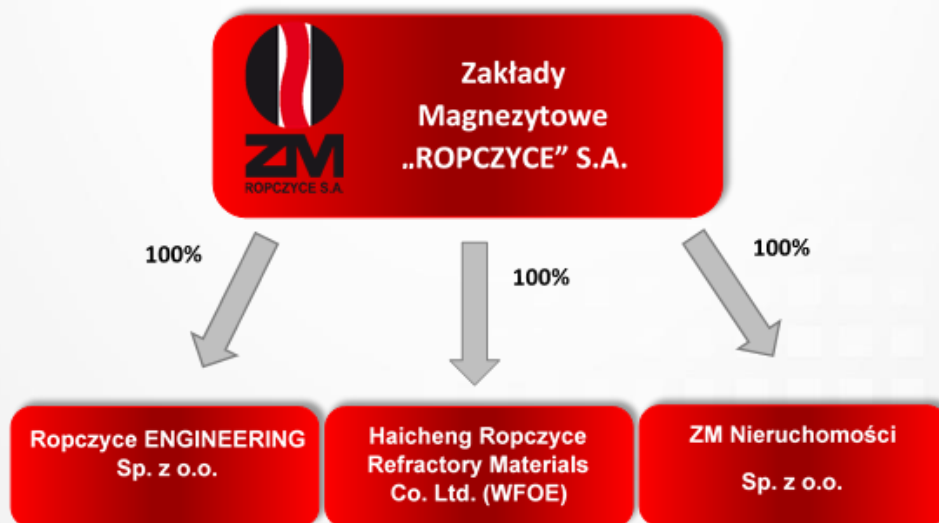 Zakłady
Magnezytowe
„ROPCZYCE” S.A.
ZM
ROPCZYCE S.A.
100%
100%
100%
Ropczyce ENGINEERING
Sp. z o.o.
Haicheng Ropczyce
Refractory Materials
Co. Ltd. (WFOE)
ZM Nieruchomości
Sp. z o.o.